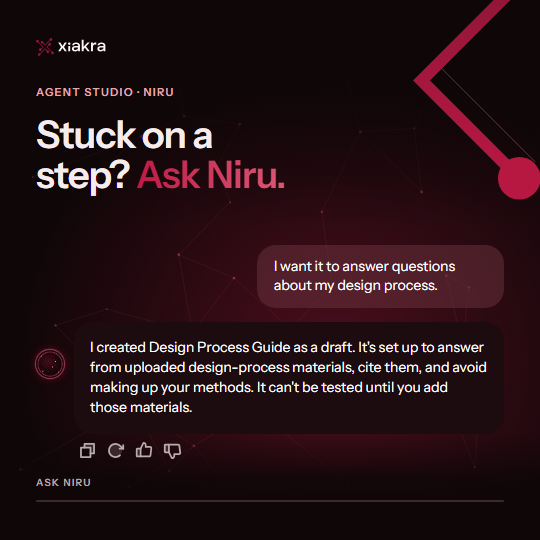 xiakra
AGENT STUDIO · NIRU
Stuck on a
step? Ask Niru.
I want it to answer questions
about my design process.
I created Design Process Guide as a draft. It's set up to answer
from uploaded design-process materials, cite them, and avoid
making up your methods. It can't be tested until you add
those materials.
ASK NIRU